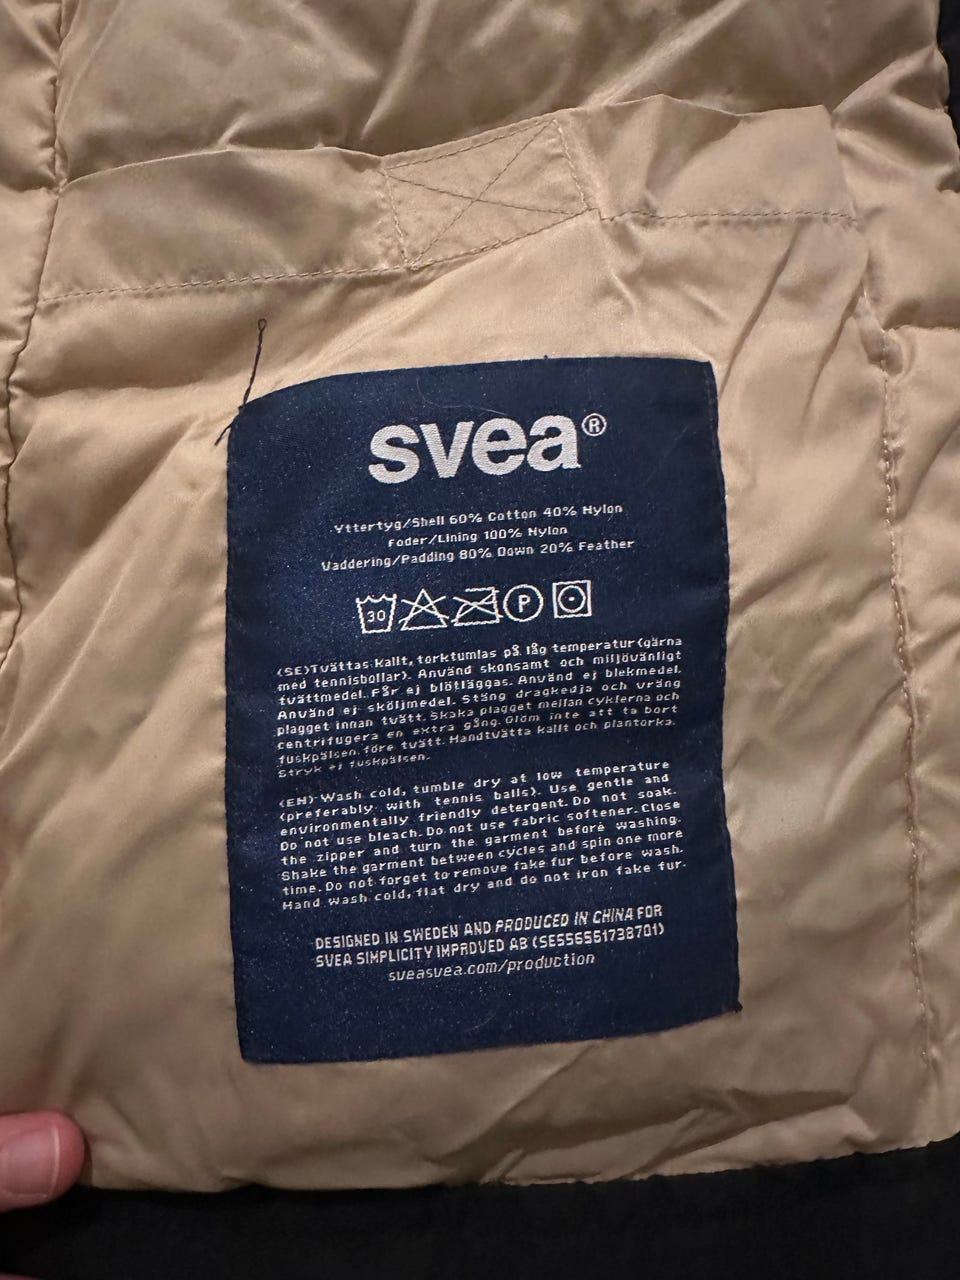 svea®
Yttertyg/Shell 60% Cotton 40% Nylon
Foder/Lining 100% Nylon
Vaddering/Padding 80% Down 20% Feather
30 P
(SE)Tvättas kallt, torktumlas på låg temperatur (gärna
med tennisbollar). Använd skonsamt och miljövänligt
tvättmedel. Får ej blötläggas. Använd ej blekmedel.
Använd ej sköljmedel. Stäng dragkedja och vräng
plagget innan tvätt. Skaka plagget mellan cyklerna och
centrifugera en extra gång. Glöm inte att ta bort
fuskpälsen före tvätt. Handtvätta kallt och plantorka.
Stryk ej fuskpälsen.
(EN) Wash cold, tumble dry at low temperature
(preferably with tennis balls). Use gentle and
environmentally friendly detergent. Do not soak.
Do not use bleach. Do not use fabric softener. Close
the zipper and turn the garment before washing.
Shake the garment between cycles and spin one more
time. Do not forget to remove fake fur before wash.
Hand wash cold, flat dry and do not iron fake fur.
DESIGNED IN SWEDEN AND PRODUCED IN CHINA FOR
SVEA SIMPLICITY IMPROVED AB (SE556551738701)
sveasvea.com/production